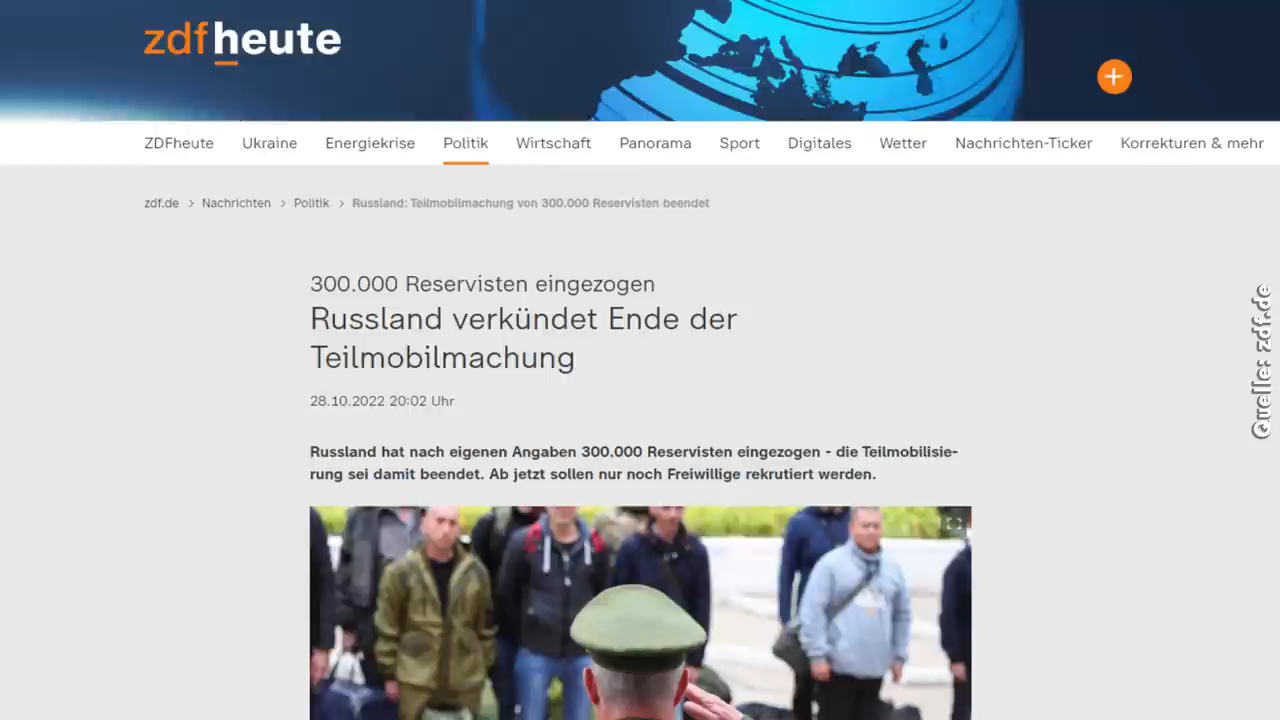 zdfheute
ZDFheute Ukraine Energiekrise Politik Wirtschaft Panorama Sport Digitales Wetter Nachrichten-Ticker Korrekturen & mehr
zdf.de > Nachrichten > Politik > Russland: Teilmobilmachung von 300.000 Reservisten beendet
300.000 Reservisten eingezogen
Russland verkündet Ende der
Teilmobilmachung
28.10.2022 20:02 Uhr
Russland hat nach eigenen Angaben 300.000 Reservisten eingezogen - die Teilmobilisie-
rung sei damit beendet. Ab jetzt sollen nur noch Freiwillige rekrutiert werden.
Quelle: zdf.de